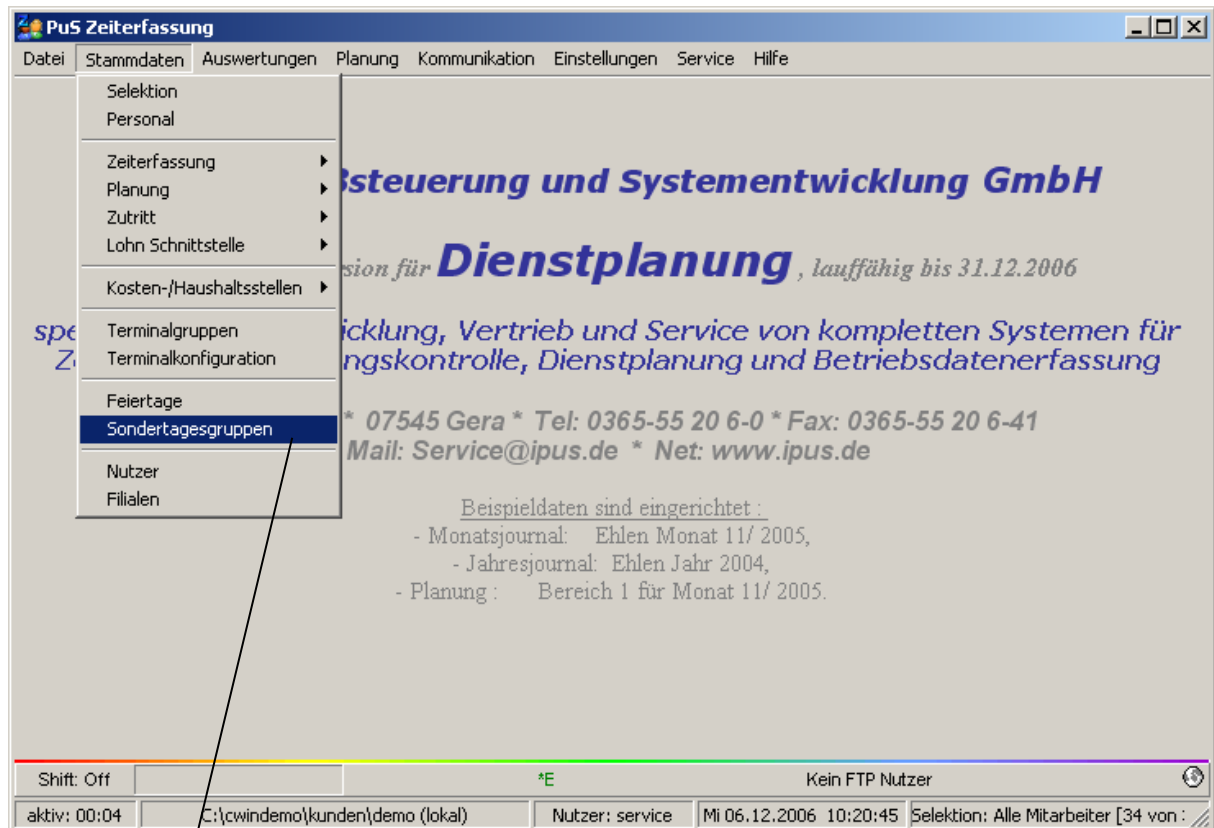 PuS Zeiterfassung
Datei Stammdaten Auswertungen Planung Kommunikation Einstellungen Service Hilfe
Selektion
Personal
Zeiterfassung
Planung
Zutritt
Lohn Schnittstelle
Kosten-/Haushaltsstellen
Terminalgruppen
Terminalkonfiguration
Feiertage
Sondertagesgruppen
Nutzer
Filialen
steuerung und Systementwicklung GmbH
sion für Dienstplanung , lauffähig bis 31.12.2006
spe icklung, Vertrieb und Service von kompletten Systemen für
Z ngskontrolle, Dienstplanung und Betriebsdatenerfassung
* 07545 Gera * Tel: 0365-55 20 6-0 * Fax: 0365-55 20 6-41
Mail: Service@ipus.de * Net: www.ipus.de
Beispieldaten sind eingerichtet :
- Monatsjournal: Ehlen Monat 11/ 2005,
- Jahresjournal: Ehlen Jahr 2004,
- Planung : Bereich 1 für Monat 11/ 2005.
Shift: Off *E Kein FTP Nutzer
aktiv: 00:04 C:\cwindemo\kunden\demo (lokal) Nutzer: service Mi 06.12.2006 10:20:45 Selektion: Alle Mitarbeiter [34 von